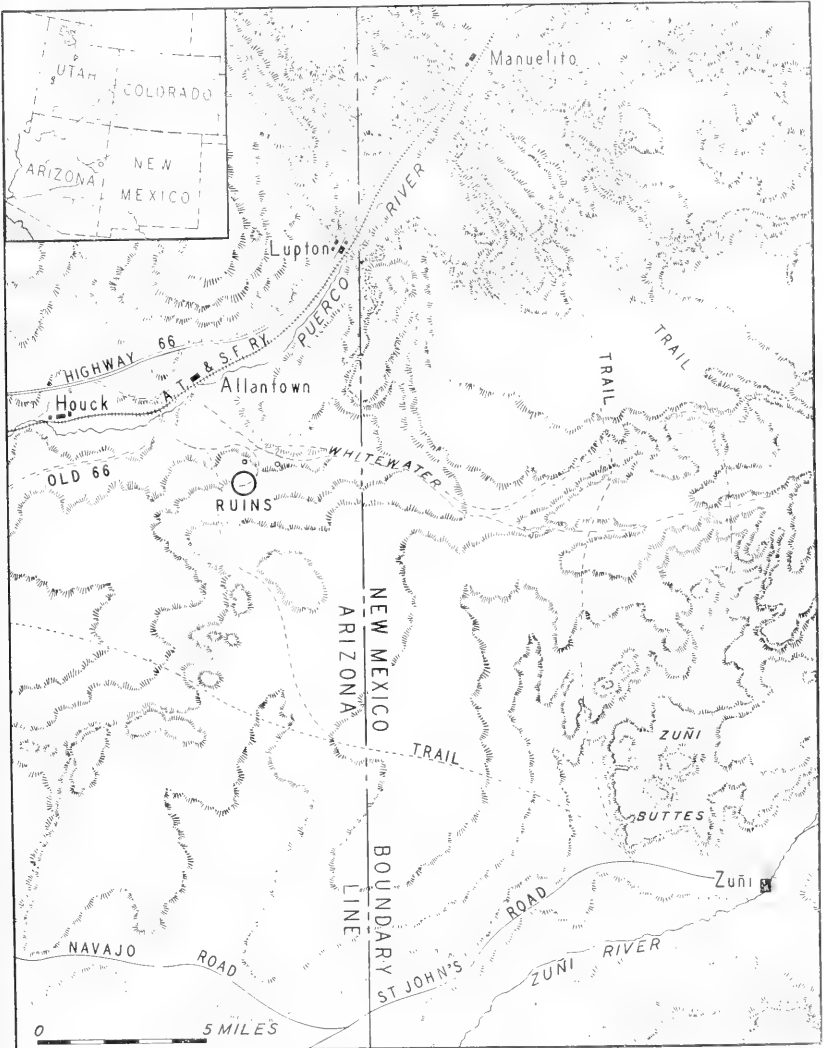 UTAH
COLORADO
ARIZONA
NEW
MEXICO
Manuelito
Lupton
PUERCO RIVER
HIGHWAY 66
A.T. & S.F. RY.
Allantown
Houck
TRAIL
TRAIL
WHITEWATER
OLD 66
RUINS
NEW MEXICO
ARIZONA
TRAIL
ZUÑI
BUTTES
BOUNDARY
LINE
Zuñi
NAVAJO ROAD
ST JOHN'S ROAD
ZUÑI RIVER
0 5 MILES